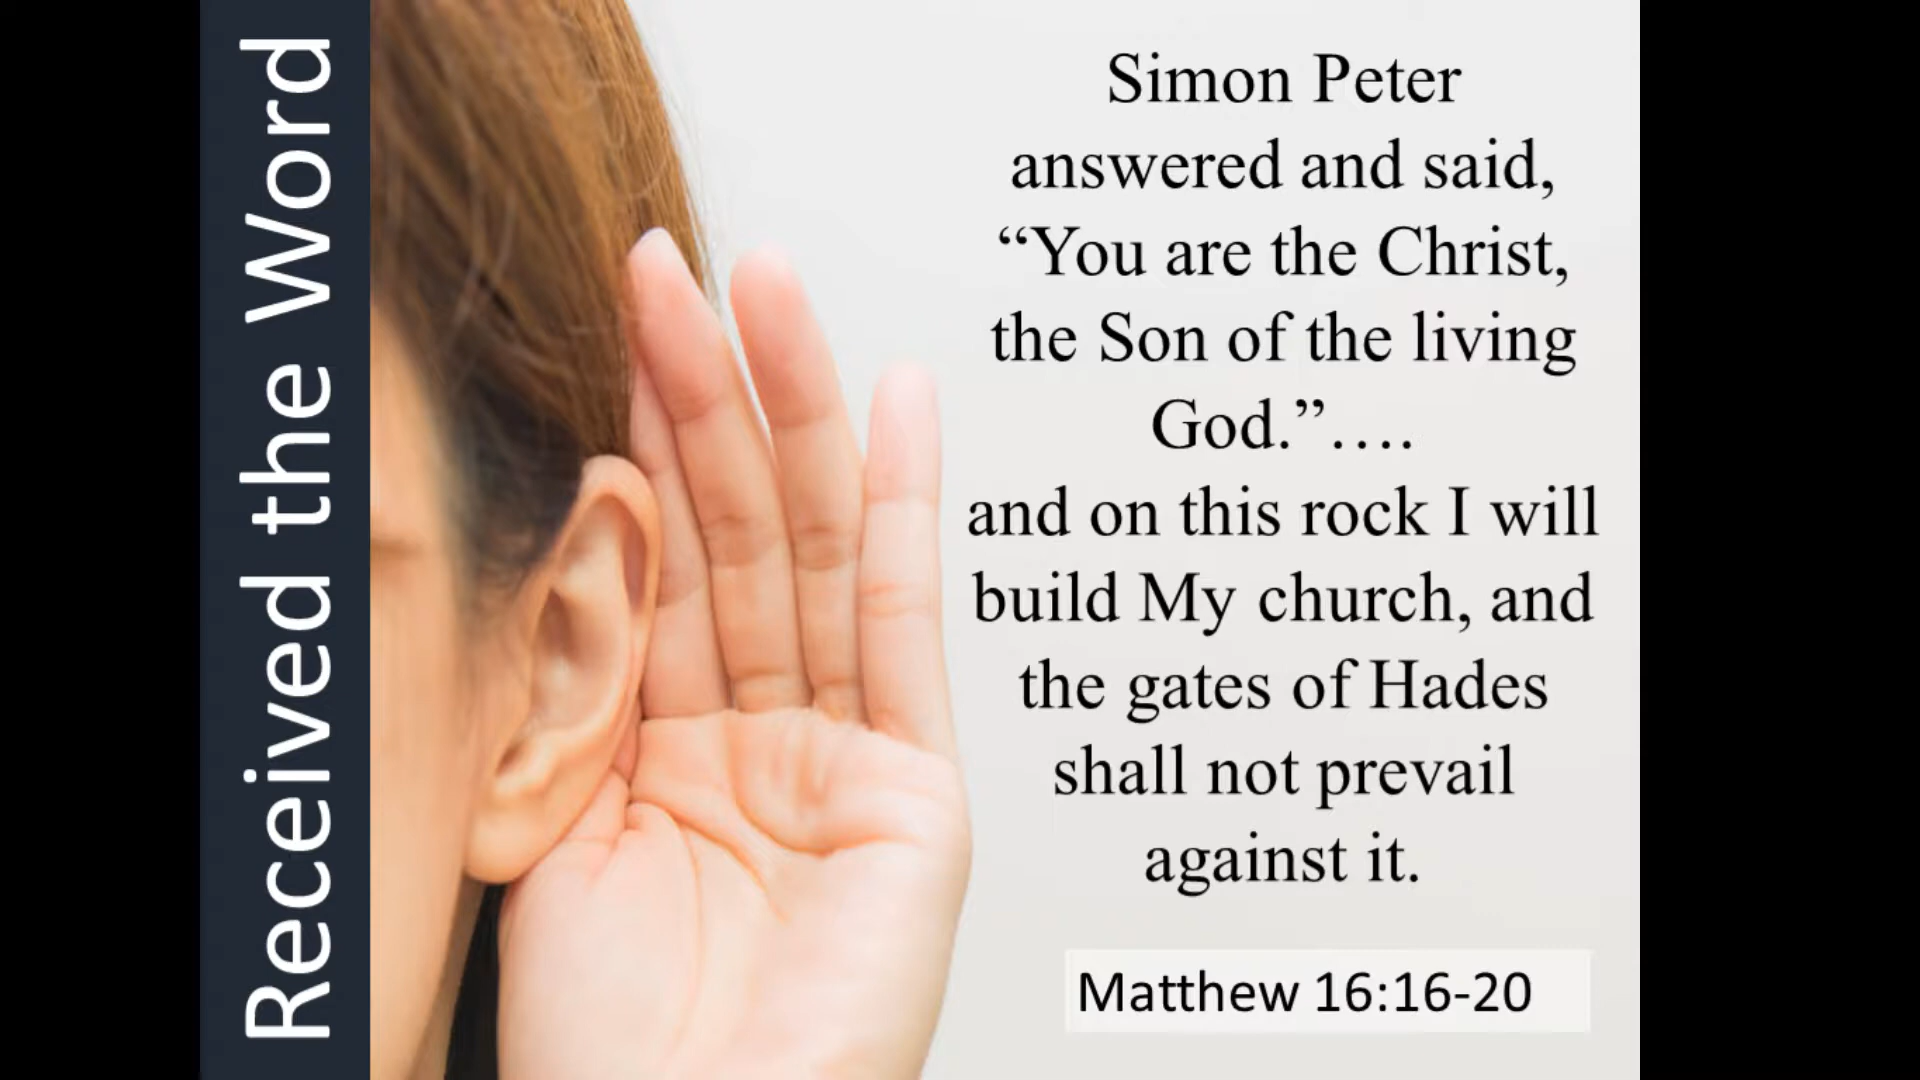 Received the Word
Simon Peter
answered and said,
“You are the Christ,
the Son of the living
God.”….
and on this rock I will
build My church, and
the gates of Hades
shall not prevail
against it.
Matthew 16:16-20